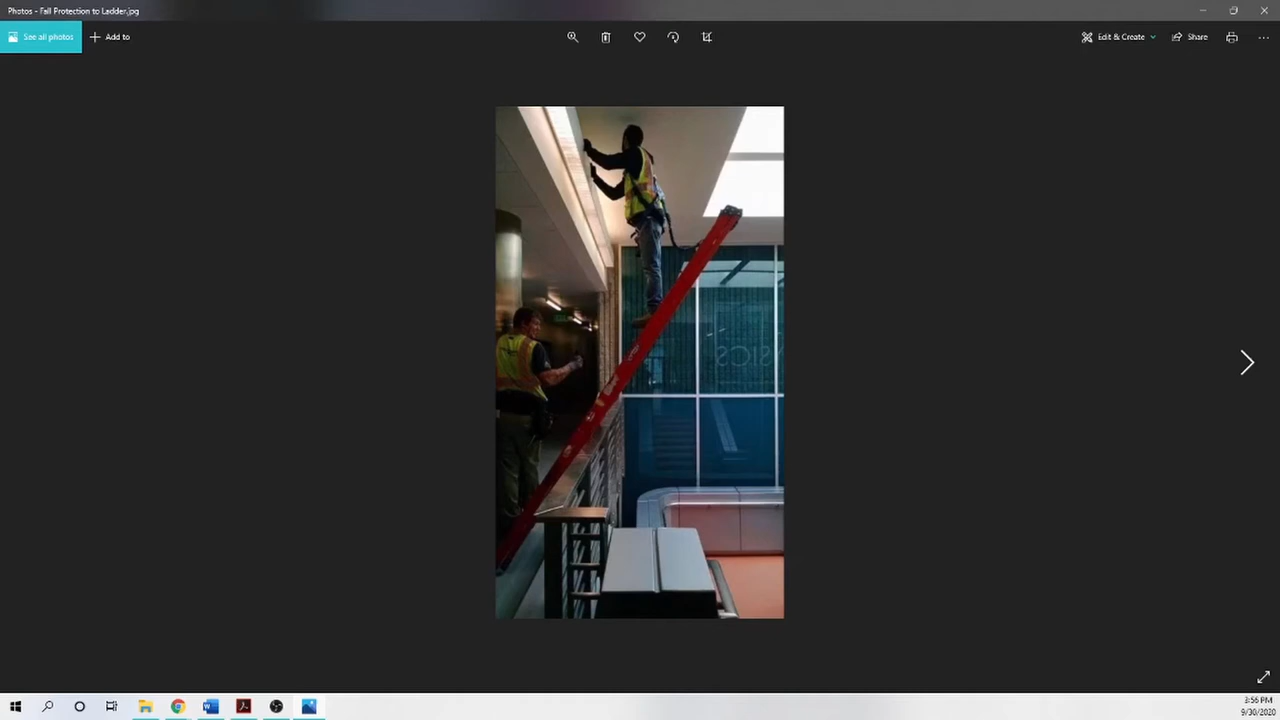 Photos - Fall Protection to Ladder.jpg
See all photos
Add to
Edit & Create
Share
3:56 PM
9/30/2020